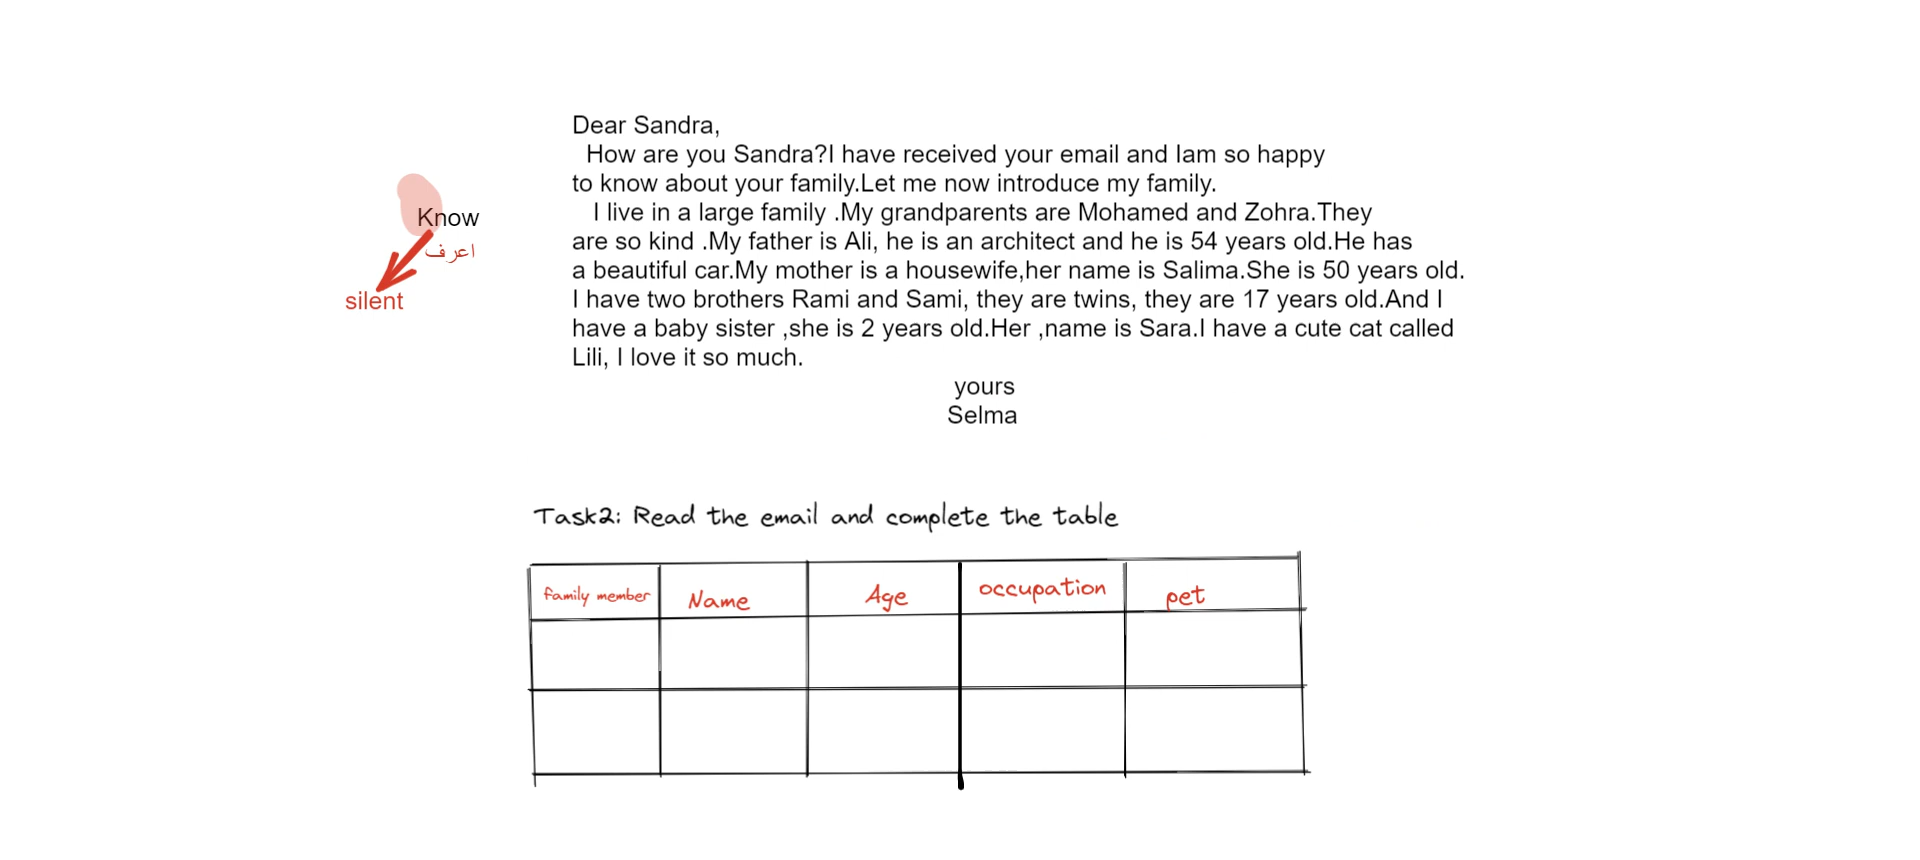 Dear Sandra,
How are you Sandra?I have received your email and Iam so happy
to know about your family.Let me now introduce my family.
I live in a large family .My grandparents are Mohamed and Zohra.They
are so kind .My father is Ali, he is an architect and he is 54 years old.He has
a beautiful car.My mother is a housewife,her name is Salima.She is 50 years old.
I have two brothers Rami and Sami, they are twins, they are 17 years old.And I
have a baby sister ,she is 2 years old.Her ,name is Sara.I have a cute cat called
Lili, I love it so much.
yours
Selma
Know
اعرف
silent
Task2: Read the email and complete the table
family member Name Age occupation pet